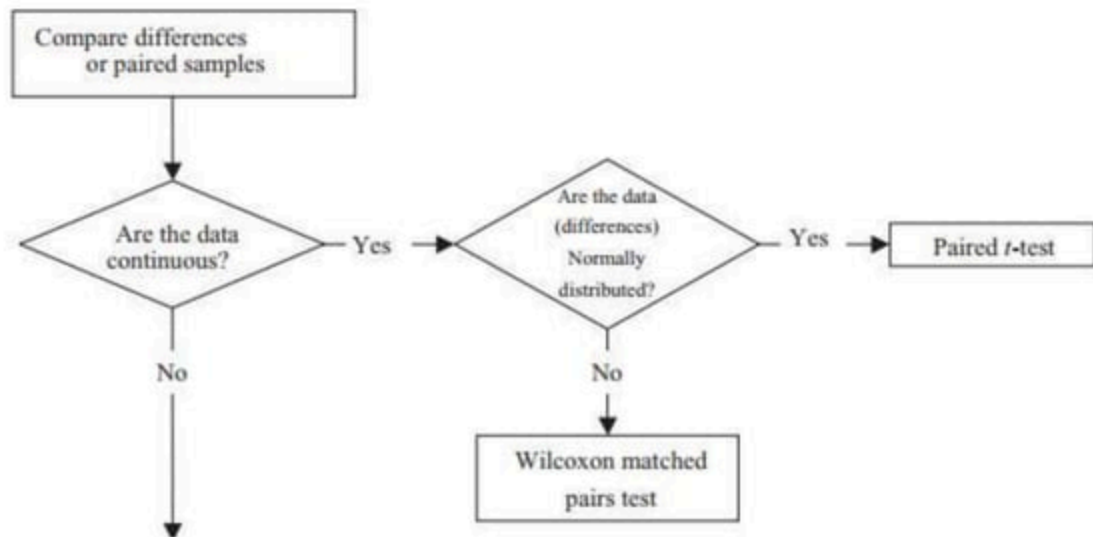 Compare differences
or paired samples
Are the data
continuous?
Yes
Are the data
(differences)
Normally
distributed?
Yes
Paired t-test
No
No
Wilcoxon matched
pairs test